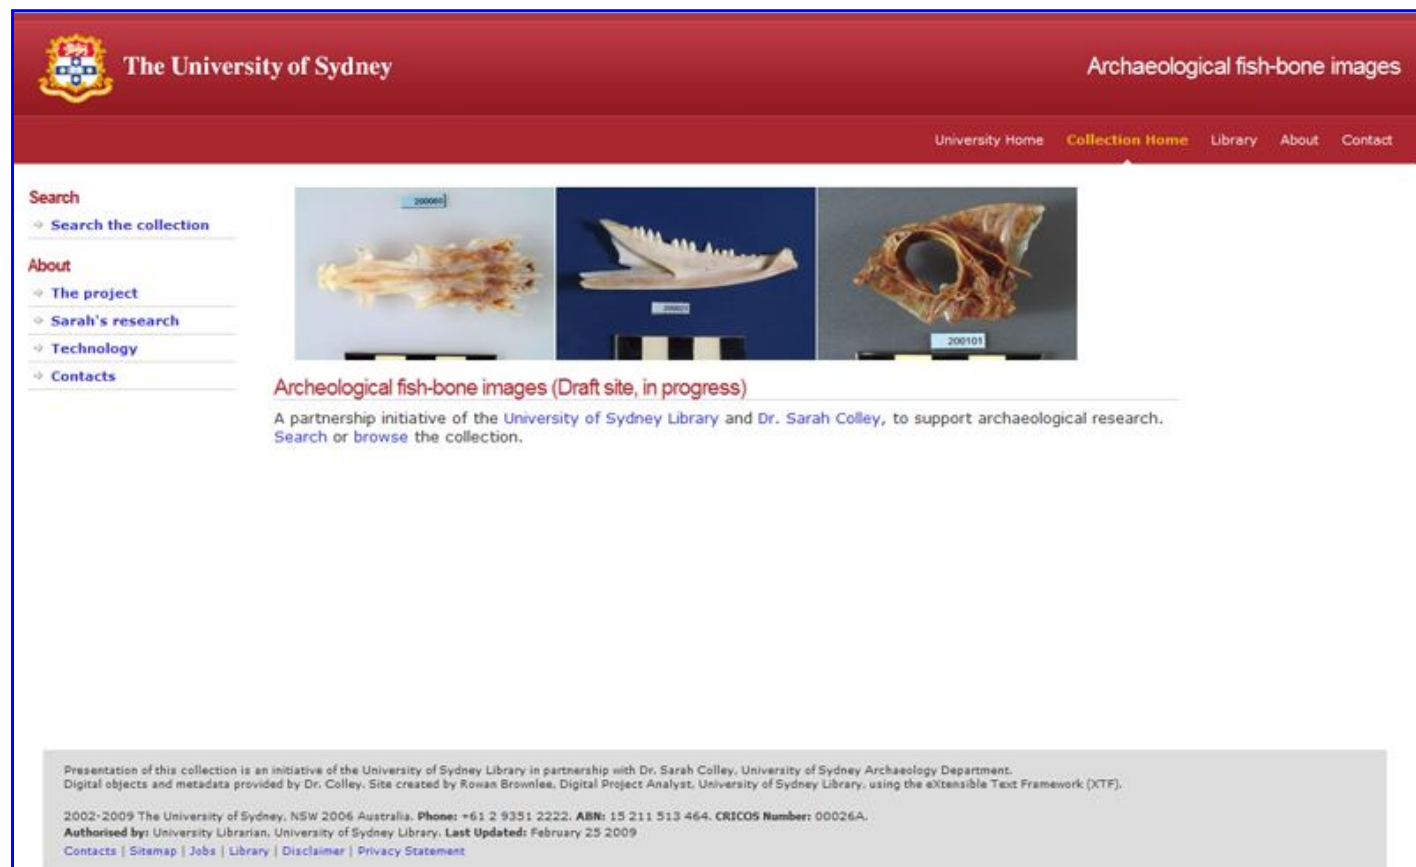 The University of Sydney
Archaeological fish-bone images
University Home Collection Home Library About Contact
Search
Search the collection
About
The project
Sarah's research
Technology
Contacts
200060
200101
Archeological fish-bone images (Draft site, in progress)
A partnership initiative of the University of Sydney Library and Dr. Sarah Colley, to support archaeological research.
Search or browse the collection.
Presentation of this collection is an initiative of the University of Sydney Library in partnership with Dr. Sarah Colley, University of Sydney Archaeology Department.
Digital objects and metadata provided by Dr. Colley. Site created by Rowan Brownlee, Digital Project Analyst, University of Sydney Library, using the eXtensible Text Framework (XTF).
2002-2009 The University of Sydney, NSW 2006 Australia. Phone: +61 2 9351 2222. ABN: 15 211 513 464. CRICOS Number: 00026A.
Authorised by: University Librarian, University of Sydney Library. Last Updated: February 25 2009
Contacts | Sitemap | Jobs | Library | Disclaimer | Privacy Statement